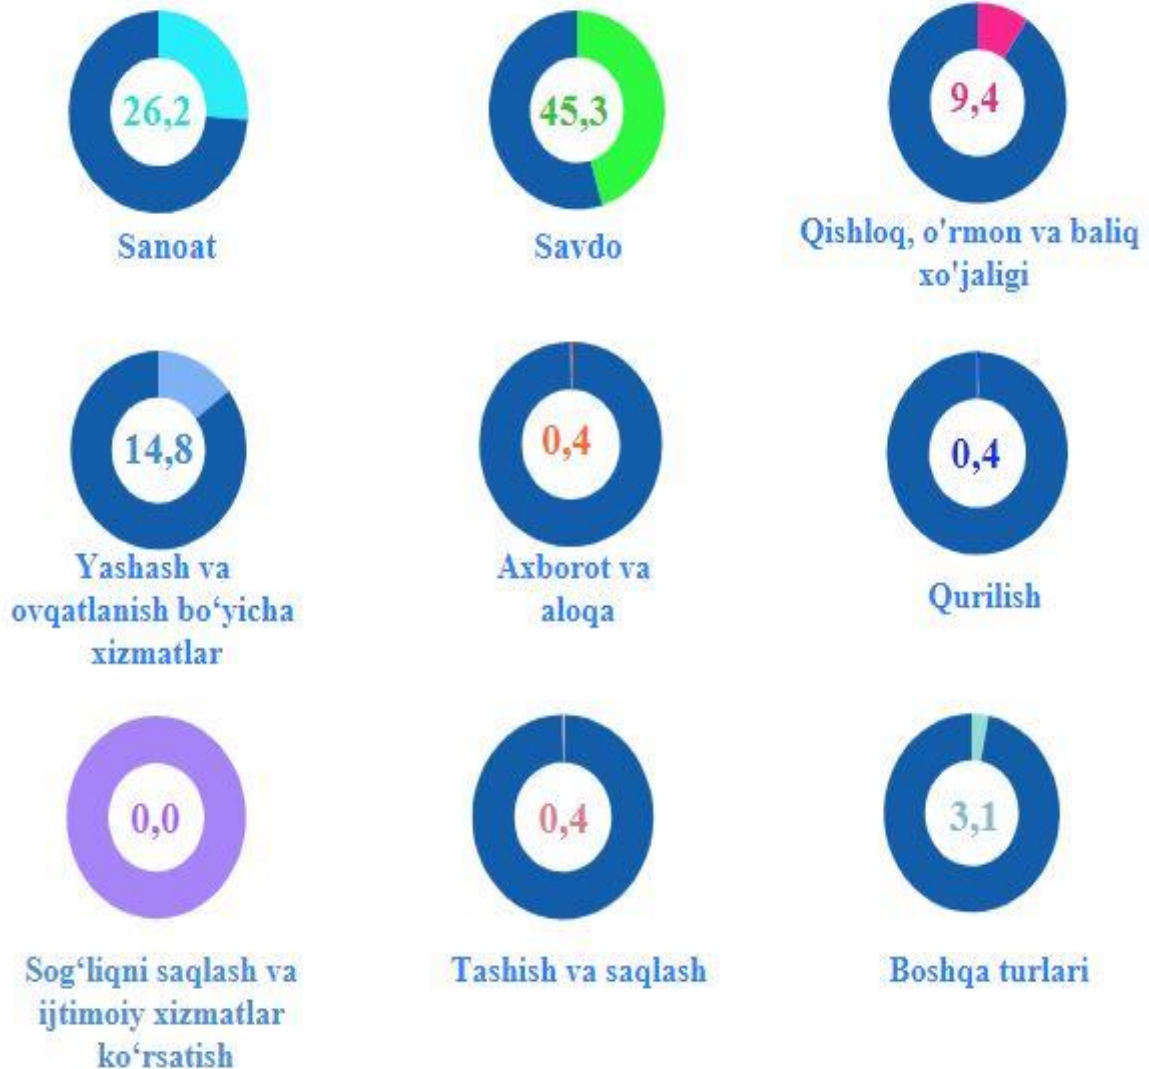 26,2
Sanoat
45,3
Savdo
9,4
Qishloq, o'rmon va baliq
xo'jaligi
14,8
Yashash va
ovqatlanish bo‘yicha
xizmatlar
0,4
Axborot va
aloqa
0,4
Qurilish
0,0
Sog‘liqni saqlash va
ijtimoiy xizmatlar
ko‘rsatish
0,4
Tashish va saqlash
3,1
Boshqa turlari